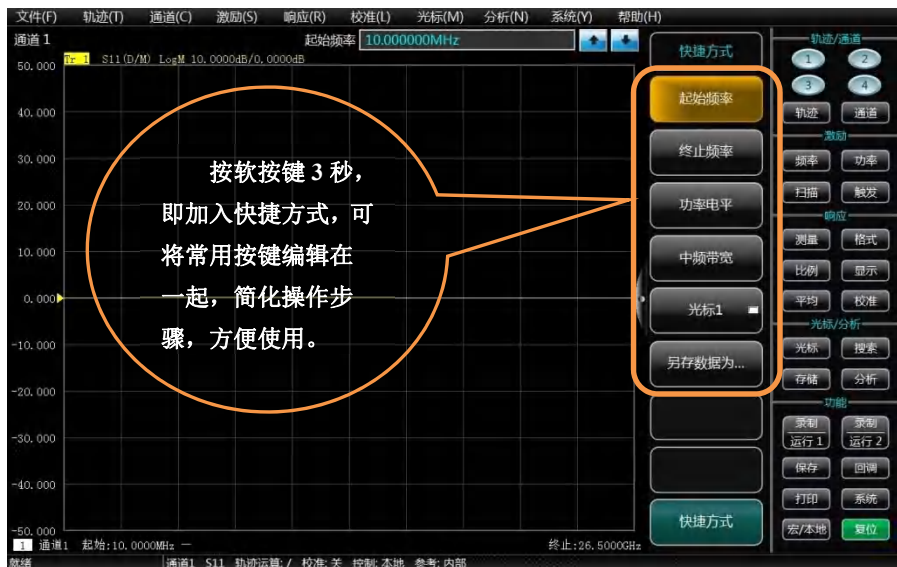 文件(F) 轨迹(T) 通道(C) 激励(S) 响应(R) 校准(L) 光标(M) 分析(N) 系统(Y) 帮助(H)
通道 1 起始频率 10.000000MHz
Tr 1 S11(D/M) LogM 10.0000dB/0.0000dB
50.000
40.000
30.000
20.000
10.000
0.000
-10.000
-20.000
-30.000
-40.000
-50.000
按软按键 3 秒，
即加入快捷方式，可
将常用按键编辑在
一起，简化操作步
骤，方便使用。
1 通道1 起始:10.0000MHz — 终止:26.5000GHz
就绪 通道1 S11 轨迹运算: / 校准: 关 控制: 本地 参考: 内部
快捷方式
起始频率
终止频率
功率电平
中频带宽
光标1
另存数据为...
快捷方式
轨迹/通道
1 2
3 4
轨迹 通道
激励
频率 功率
扫描 触发
响应
测量 格式
比例 显示
平均 校准
光标/分析
光标 搜索
存储 分析
功能
录制 录制
运行 1 运行 2
保存 回调
打印 系统
宏/本地 复位